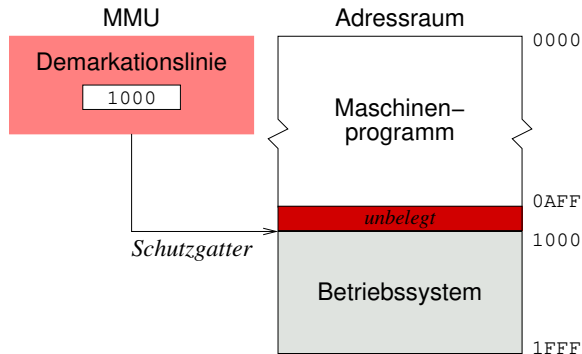 MMU
Adressraum
Demarkationslinie
1000
0000
Maschinen-
programm
0AFF
unbelegt
1000
Schutzgatter
Betriebssystem
1FFF